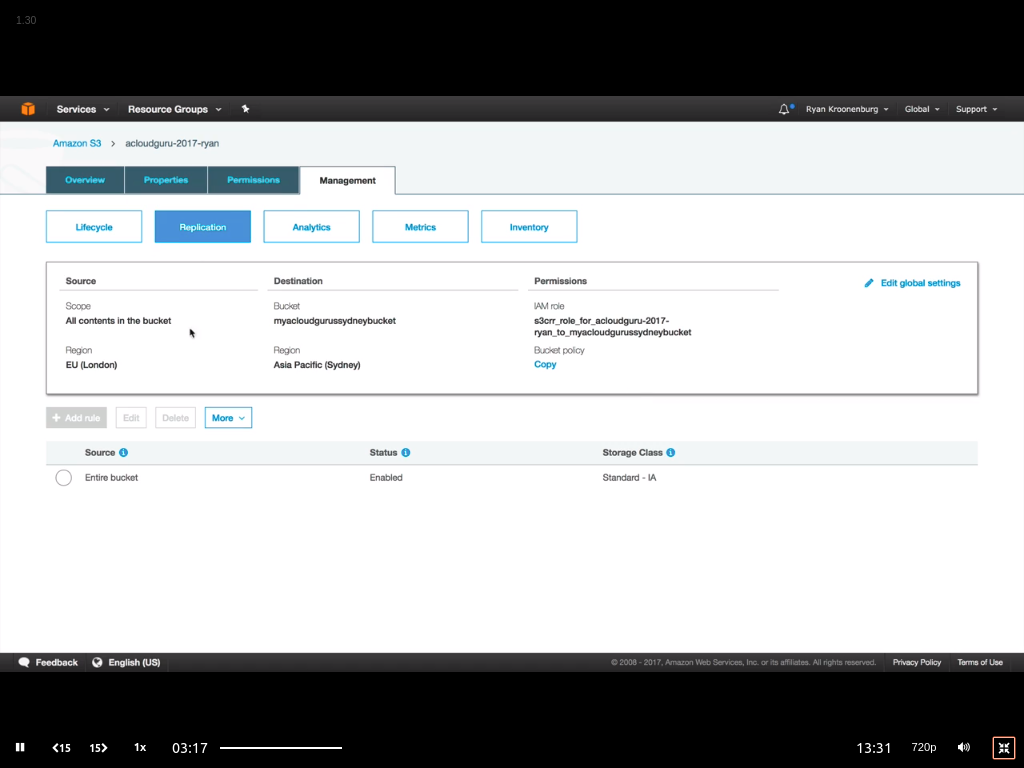 1.30
Services Resource Groups Ryan Kroonenburg Global Support
Amazon S3 > acloudguru-2017-ryan
Overview Properties Permissions Management
Lifecycle Replication Analytics Metrics Inventory
Source Destination Permissions Edit global settings
Scope Bucket IAM role
All contents in the bucket myacloudgurussydneybucket s3crr_role_for_acloudguru-2017-
ryan_to_myacloudgurussydneybucket
Region Region Bucket policy
EU (London) Asia Pacific (Sydney) Copy
+ Add rule Edit Delete More
Source Status Storage Class
Entire bucket Enabled Standard - IA
Feedback English (US) © 2008 - 2017, Amazon Web Services, Inc. or its affiliates. All rights reserved. Privacy Policy Terms of Use
15 15 1x 03:17 13:31 720p